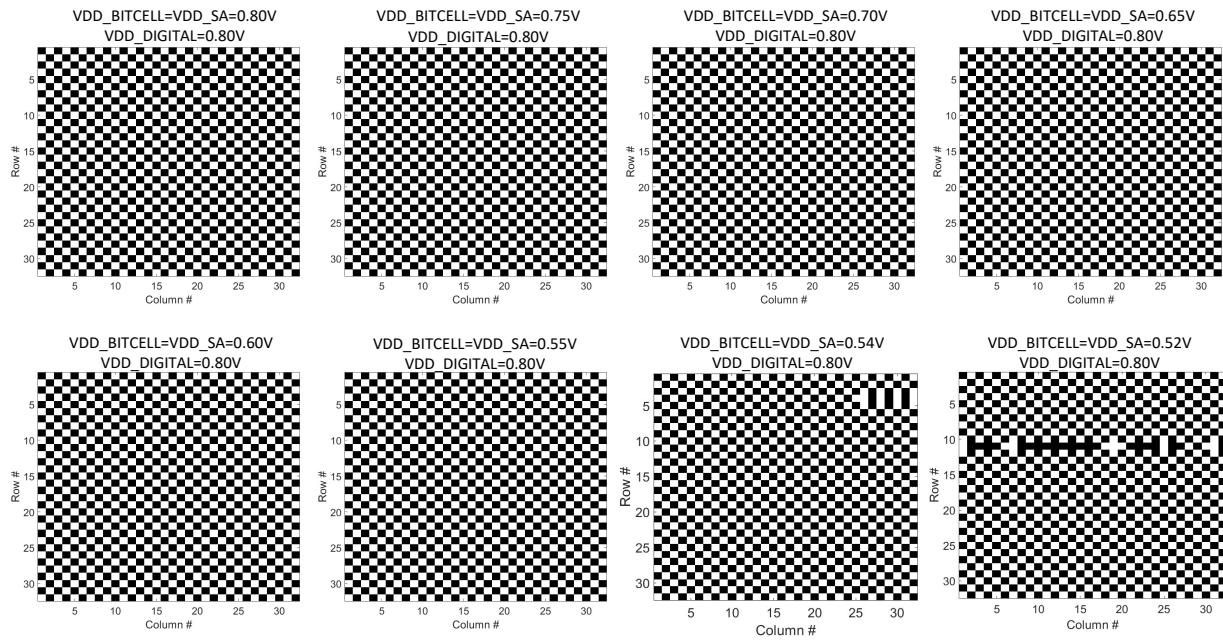 VDD_BITCELL=VDD_SA=0.80V
VDD_DIGITAL=0.80V
5
10
15
20
25
30
Row #
5 10 15 20 25 30
Column #
VDD_BITCELL=VDD_SA=0.75V
VDD_DIGITAL=0.80V
5
10
15
20
25
30
Row #
5 10 15 20 25 30
Column #
VDD_BITCELL=VDD_SA=0.70V
VDD_DIGITAL=0.80V
5
10
15
20
25
30
Row #
5 10 15 20 25 30
Column #
VDD_BITCELL=VDD_SA=0.65V
VDD_DIGITAL=0.80V
5
10
15
20
25
30
Row #
5 10 15 20 25 30
Column #
VDD_BITCELL=VDD_SA=0.60V
VDD_DIGITAL=0.80V
5
10
15
20
25
30
Row #
5 10 15 20 25 30
Column #
VDD_BITCELL=VDD_SA=0.55V
VDD_DIGITAL=0.80V
5
10
15
20
25
30
Row #
5 10 15 20 25 30
Column #
VDD_BITCELL=VDD_SA=0.54V
VDD_DIGITAL=0.80V
5
10
15
20
25
30
Row #
5 10 15 20 25 30
Column #
VDD_BITCELL=VDD_SA=0.52V
VDD_DIGITAL=0.80V
5
10
15
20
25
30
Row #
5 10 15 20 25 30
Column #